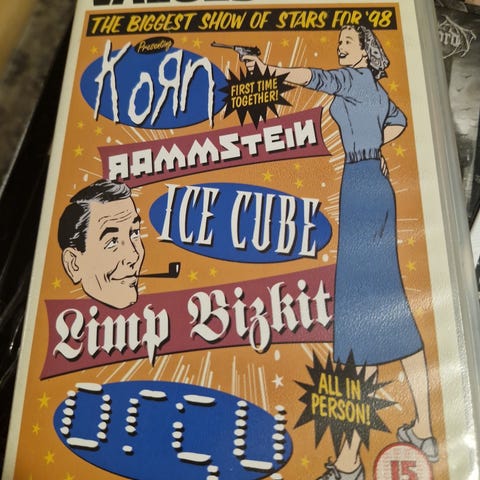 THE BIGGEST SHOW OF STARS FOR '98
Presenting
KoЯn
FIRST TIME
TOGETHER!
RAMMSTEIN
ICE CUBE
Limp Bizkit
orgy
ALL IN
PERSON!
15